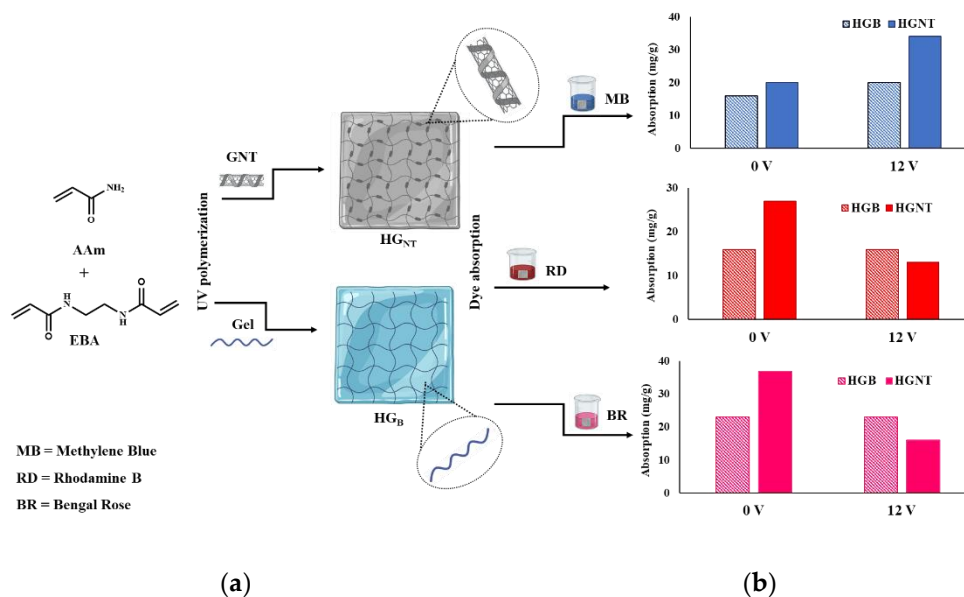 NH₂
O
AAm
+
O
H
N
N
H
O
EBA
MB = Methylene Blue
RD = Rhodamine B
BR = Bengal Rose
UV polymerization
GNT
Gel
HG_NT
HG_B
Dye absorption
MB
RD
BR
Absorption (mg/g)
40
30
20
10
0
HGB HGNT
0 V 12 V
Absorption (mg/g)
30
20
10
0
HGB HGNT
0 V 12 V
Absorption (mg/g)
40
30
20
10
0
HGB HGNT
0 V 12 V
(a) (b)